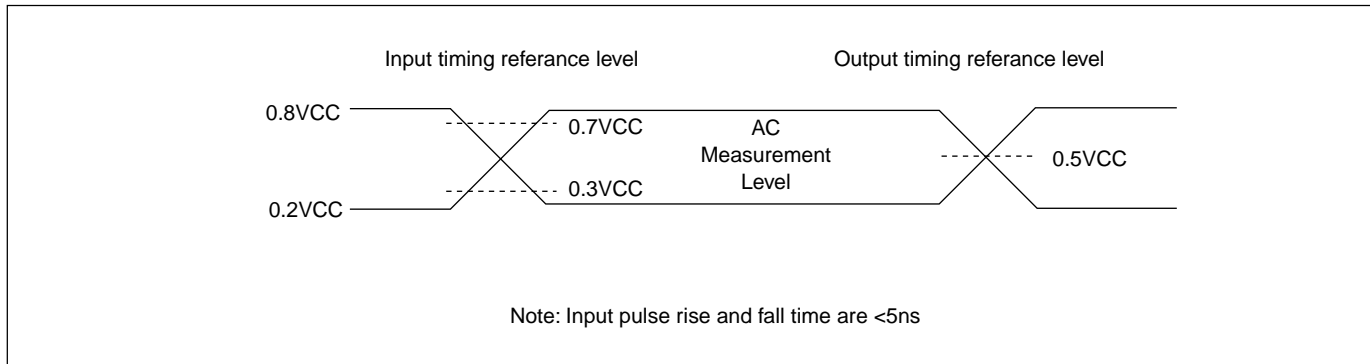 Input timing referance level
Output timing referance level
0.8VCC
0.7VCC
AC
Measurement
Level
0.5VCC
0.3VCC
0.2VCC
Note: Input pulse rise and fall time are <5ns